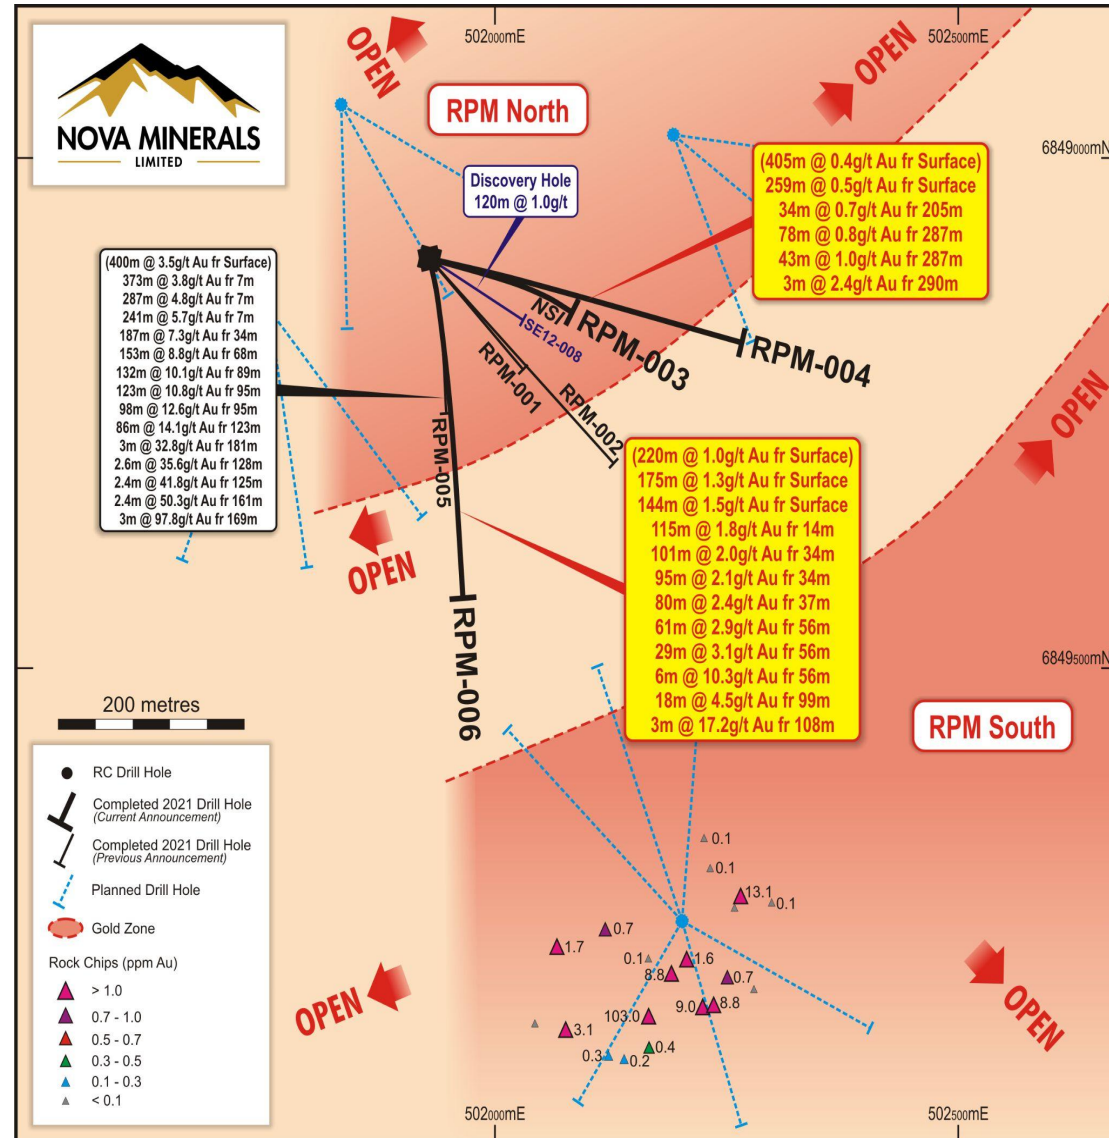 502000mE
502500mE
OPEN
OPEN
NOVA MINERALS
LIMITED
RPM North
6849000mN
Discovery Hole
120m @ 1.0g/t
(405m @ 0.4g/t Au fr Surface)
259m @ 0.5g/t Au fr Surface
34m @ 0.7g/t Au fr 205m
78m @ 0.8g/t Au fr 287m
43m @ 1.0g/t Au fr 287m
3m @ 2.4g/t Au fr 290m
(400m @ 3.5g/t Au fr Surface)
373m @ 3.8g/t Au fr 7m
287m @ 4.8g/t Au fr 7m
241m @ 5.7g/t Au fr 7m
187m @ 7.3g/t Au fr 34m
153m @ 8.8g/t Au fr 68m
132m @ 10.1g/t Au fr 89m
123m @ 10.8g/t Au fr 95m
98m @ 12.6g/t Au fr 95m
86m @ 14.1g/t Au fr 123m
3m @ 32.8g/t Au fr 181m
2.6m @ 35.6g/t Au fr 128m
2.4m @ 41.8g/t Au fr 125m
2.4m @ 50.3g/t Au fr 161m
3m @ 97.8g/t Au fr 169m
NSI
SE12-008
RPM-003
RPM-004
RPM-001
RPM-002
RPM-005
RPM-006
OPEN
OPEN
(220m @ 1.0g/t Au fr Surface)
175m @ 1.3g/t Au fr Surface
144m @ 1.5g/t Au fr Surface
115m @ 1.8g/t Au fr 14m
101m @ 2.0g/t Au fr 34m
95m @ 2.1g/t Au fr 34m
80m @ 2.4g/t Au fr 37m
61m @ 2.9g/t Au fr 56m
29m @ 3.1g/t Au fr 56m
6m @ 10.3g/t Au fr 56m
18m @ 4.5g/t Au fr 99m
3m @ 17.2g/t Au fr 108m
6849500mN
RPM South
200 metres
RC Drill Hole
Completed 2021 Drill Hole
(Current Announcement)
Completed 2021 Drill Hole
(Previous Announcement)
Planned Drill Hole
Gold Zone
Rock Chips (ppm Au)
> 1.0
0.7 - 1.0
0.5 - 0.7
0.3 - 0.5
0.1 - 0.3
< 0.1
0.1
0.1
13.1
0.1
0.7
1.7
0.1
1.6
8.8
0.7
9.0
8.8
103.0
3.1
0.4
0.3
0.2
OPEN
OPEN
502000mE
502500mE